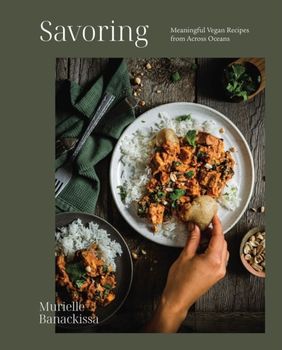 Savoring
Meaningful Vegan Recipes
from Across Oceans
Murielle
Banackissa